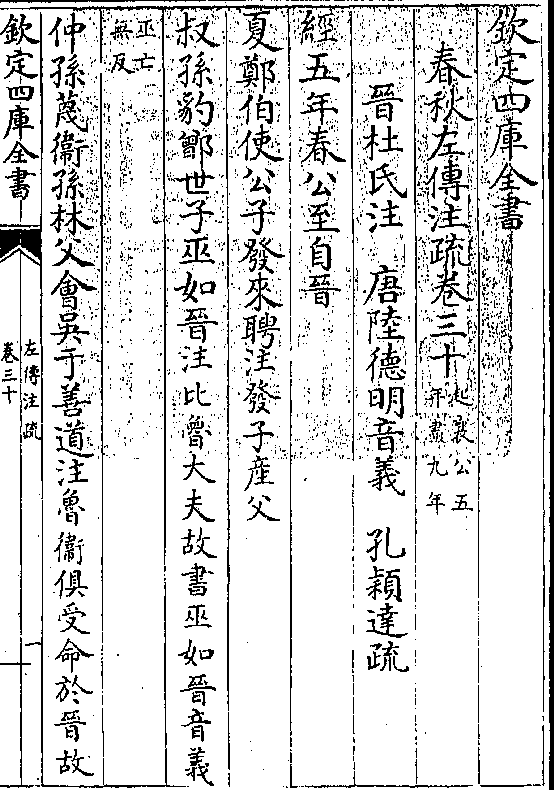 欽定四庫全書
春秋左傳注疏卷三十起襄公五年盡九年
晉杜氏注 唐陸德明音義 孔穎達疏
經五年春公至自晉
夏鄭伯使公子發來聘注發子産父
叔孫豹鄫世子巫如晉注比魯大夫故書巫如晉音義
巫亡無反
仲孫蔑衞孫林父會吳于善道注魯衞俱受命於晉故
欽定四庫全書
左傳注疏
卷三十
一